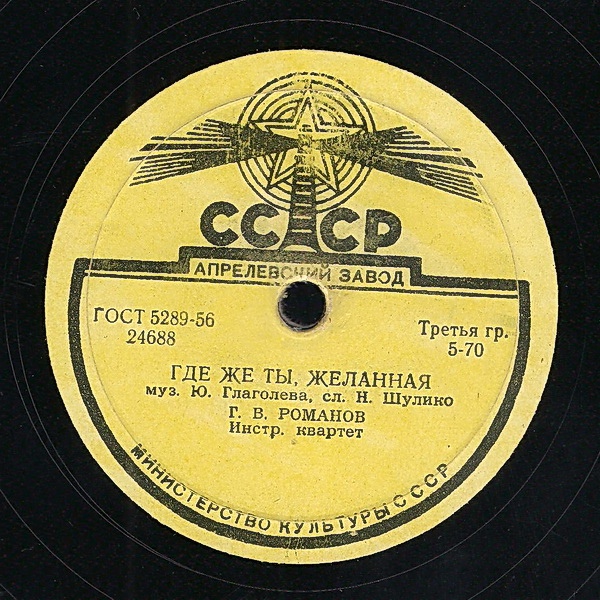 СССР
АПРЕЛЕВСКИЙ ЗАВОД
ГОСТ 5289-56
24688
Третья гр.
5-70
ГДЕ ЖЕ ТЫ, ЖЕЛАННАЯ
муз. Ю. Глаголева, сл. Н. Шулико
Г. В. РОМАНОВ
Инстр. квартет
МИНИСТЕРСТВО КУЛЬТУРЫ СССР